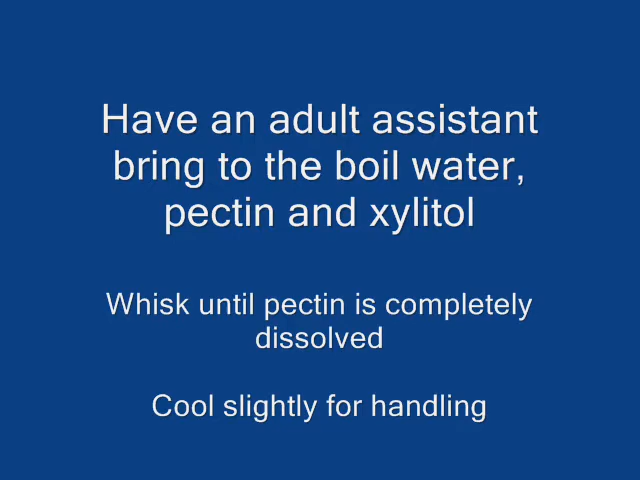 Have an adult assistant
bring to the boil water,
pectin and xylitol
Whisk until pectin is completely
dissolved
Cool slightly for handling